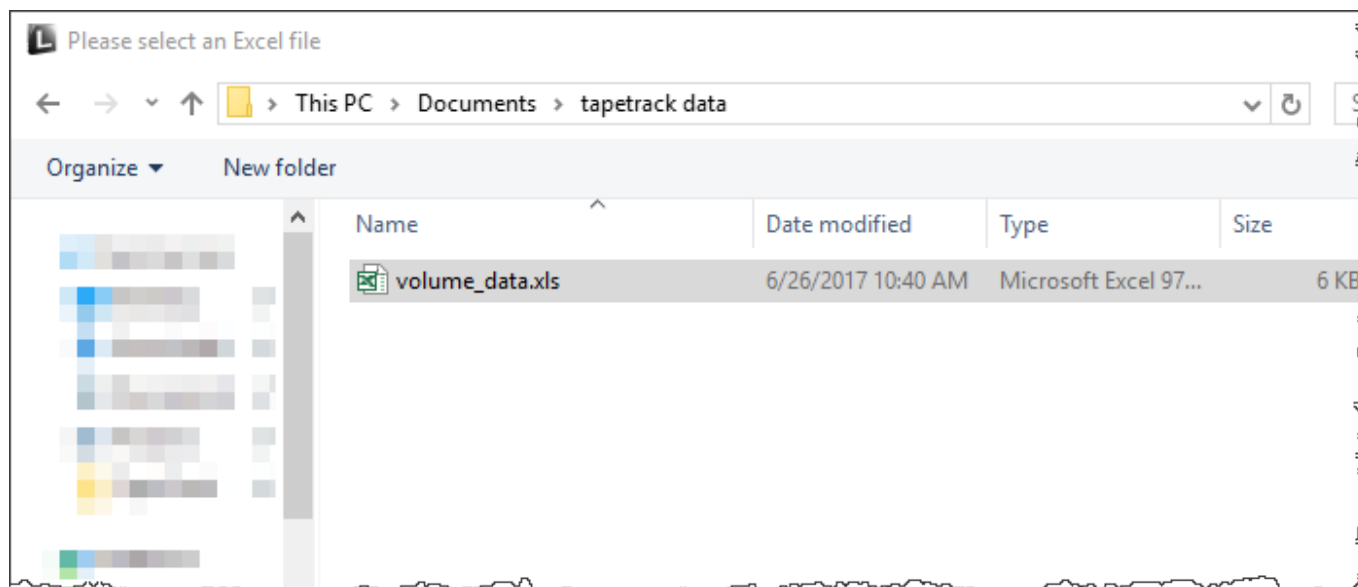 L Please select an Excel file
This PC > Documents > tapetrack data
Organize New folder
Name Date modified Type Size
volume_data.xls 6/26/2017 10:40 AM Microsoft Excel 97... 6 KB